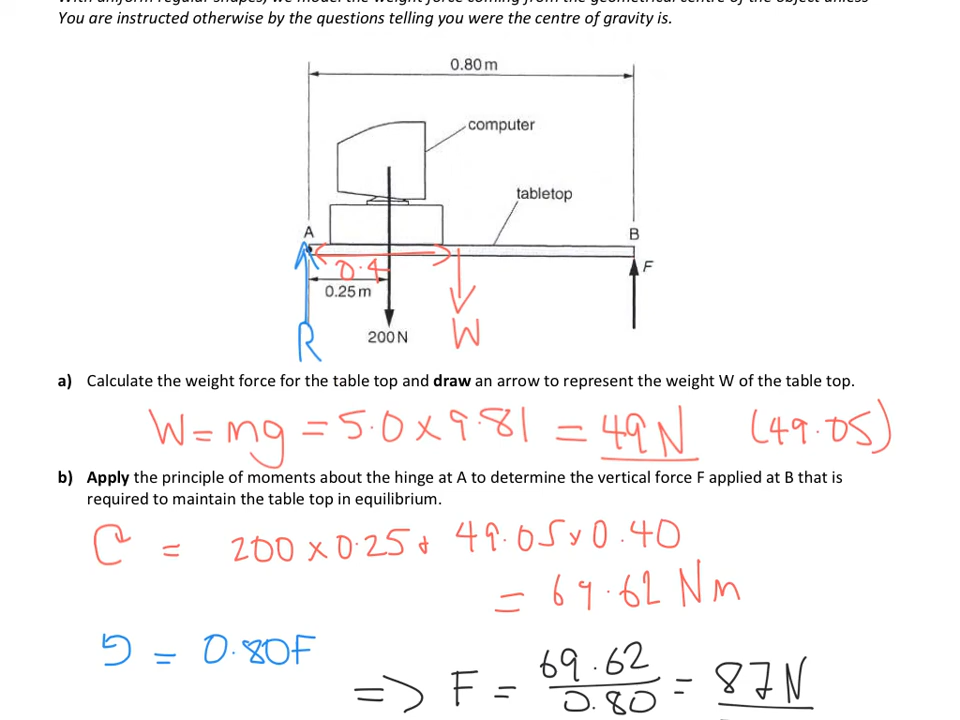 You are instructed otherwise by the questions telling you were the centre of gravity is.
0.80 m
computer
tabletop
A
B
0.4
F
0.25 m
200 N
R
W
a) Calculate the weight force for the table top and draw an arrow to represent the weight W of the table top.
W = mg = 5.0 x 9.81 = 49N (49.05)
b) Apply the principle of moments about the hinge at A to determine the vertical force F applied at B that is
required to maintain the table top in equilibrium.
= 200 x 0.25 + 49.05 x 0.40
= 69.62 Nm
= 0.80F
=> F = 69.62 / 0.80 = 87N